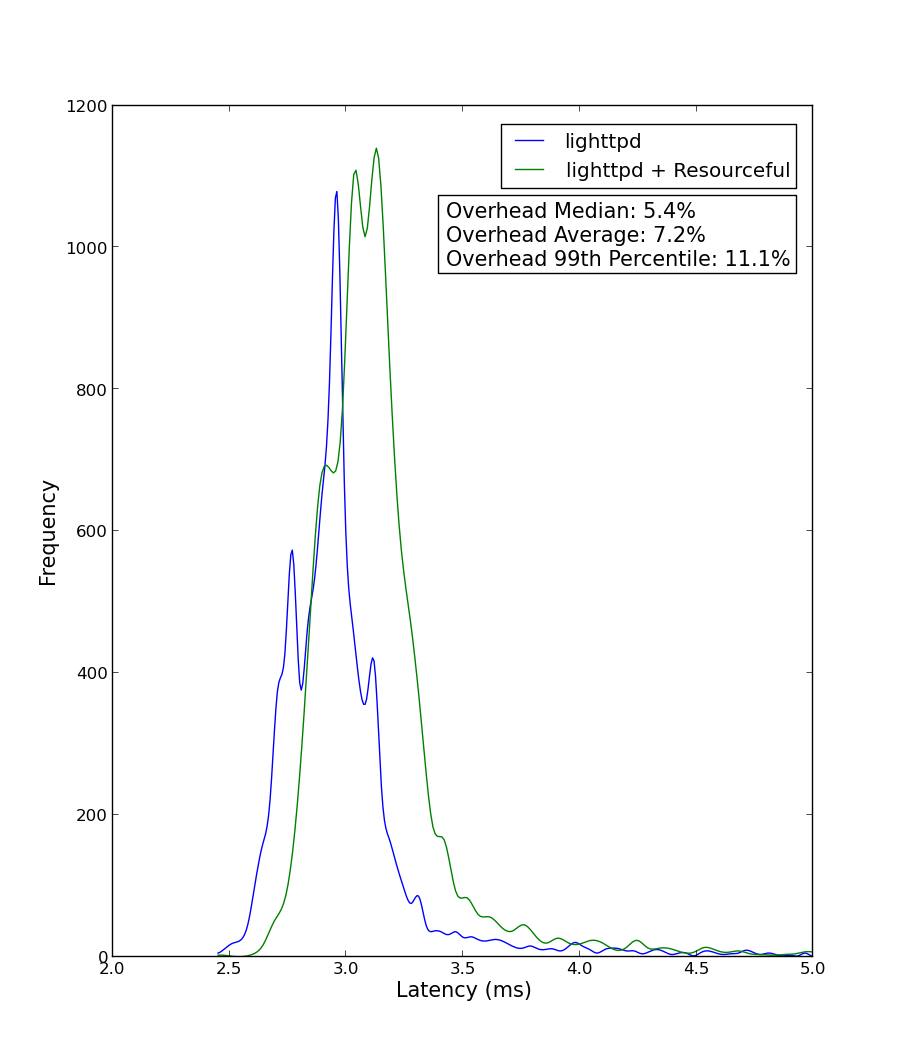 1200
1000
800
600
400
200
0
Frequency
lighttpd
lighttpd + Resourceful
Overhead Median: 5.4%
Overhead Average: 7.2%
Overhead 99th Percentile: 11.1%
2.0 2.5 3.0 3.5 4.0 4.5 5.0
Latency (ms)